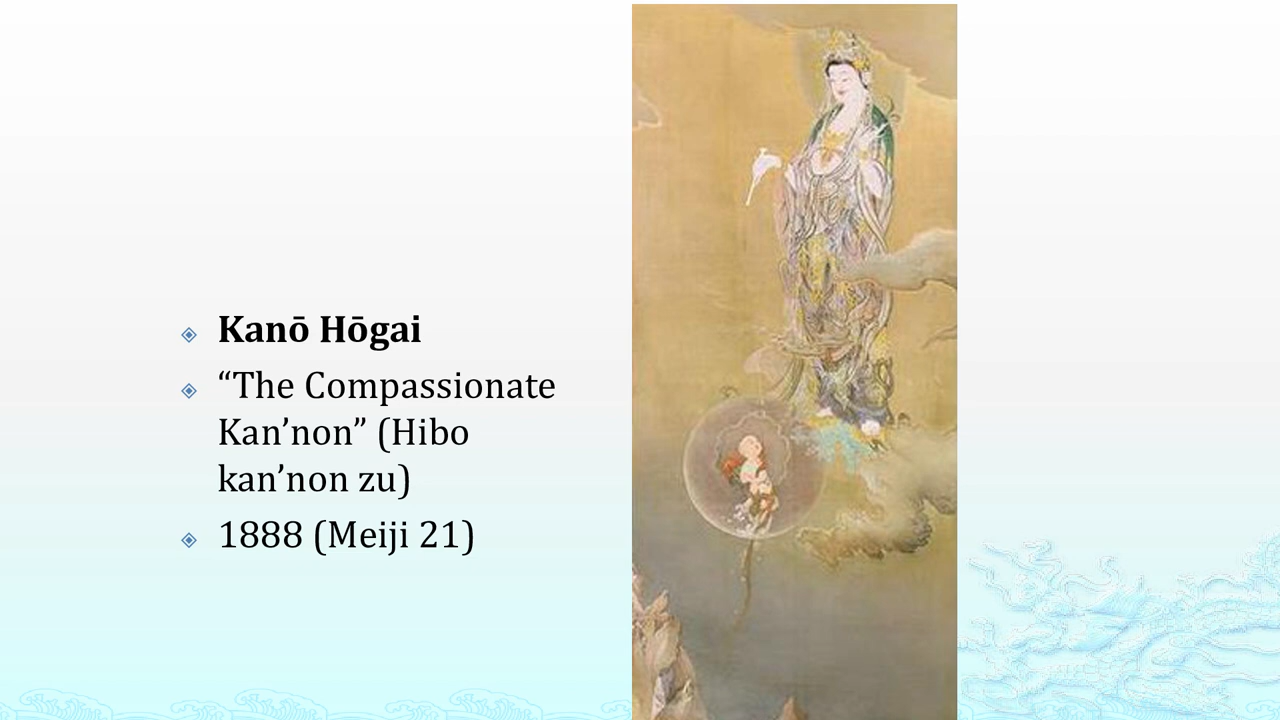 Kanō Hōgai
“The Compassionate
Kan’non” (Hibo
kan’non zu)
1888 (Meiji 21)